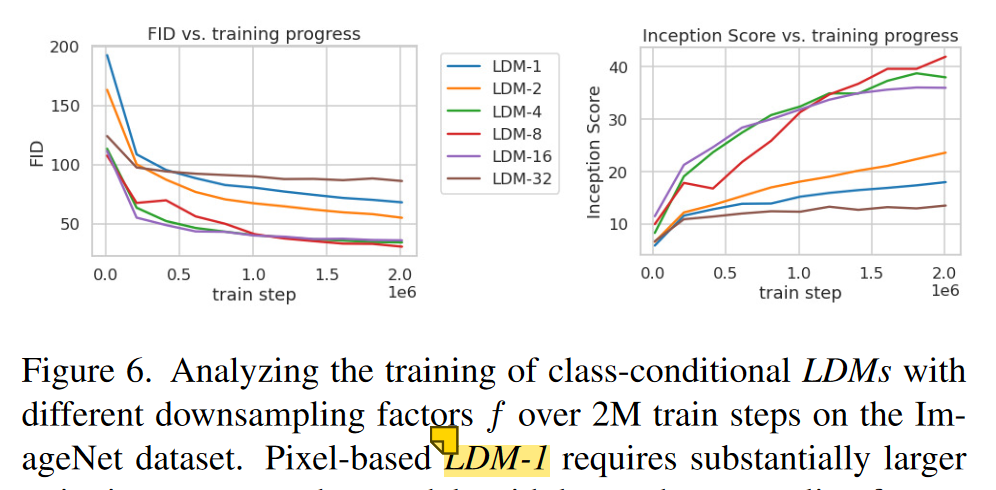 FID vs. training progress
200
150
100
50
FID
0.0 0.5 1.0 1.5 2.0
1e6
train step
LDM-1
LDM-2
LDM-4
LDM-8
LDM-16
LDM-32
Inception Score vs. training progress
40
30
20
10
Inception Score
0.0 0.5 1.0 1.5 2.0
1e6
train step
Figure 6. Analyzing the training of class-conditional LDMs with
different downsampling factors f over 2M train steps on the Im-
ageNet dataset. Pixel-based LDM-1 requires substantially larger